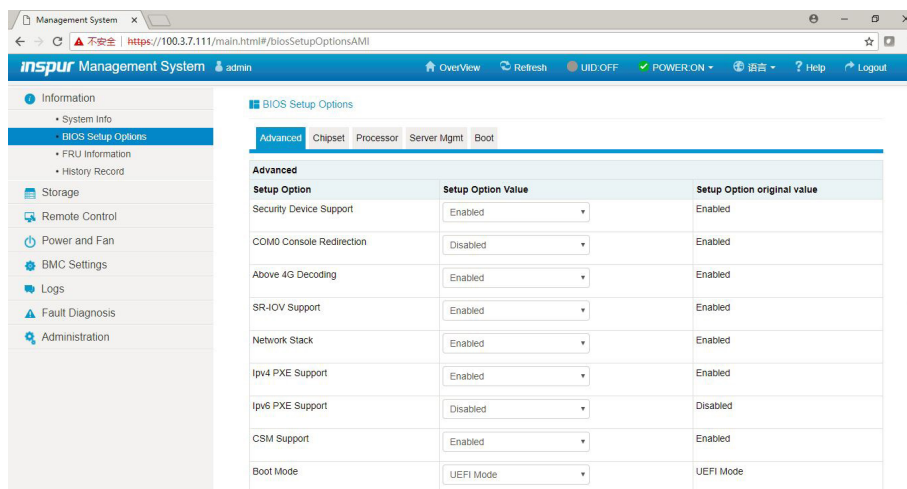 Management System
不安全 | https://100.3.7.111/main.html#/biosSetupOptionsAMI
inspur Management System admin OverView Refresh UID:OFF POWER:ON 语言 Help Logout
Information
• System Info
• BIOS Setup Options
• FRU Information
• History Record
Storage
Remote Control
Power and Fan
BMC Settings
Logs
Fault Diagnosis
Administration
BIOS Setup Options
Advanced Chipset Processor Server Mgmt Boot
Advanced
Setup Option Setup Option Value Setup Option original value
Security Device Support Enabled Enabled
COM0 Console Redirection Disabled Enabled
Above 4G Decoding Enabled Enabled
SR-IOV Support Enabled Enabled
Network Stack Enabled Enabled
Ipv4 PXE Support Enabled Enabled
Ipv6 PXE Support Disabled Disabled
CSM Support Enabled Enabled
Boot Mode UEFI Mode UEFI Mode